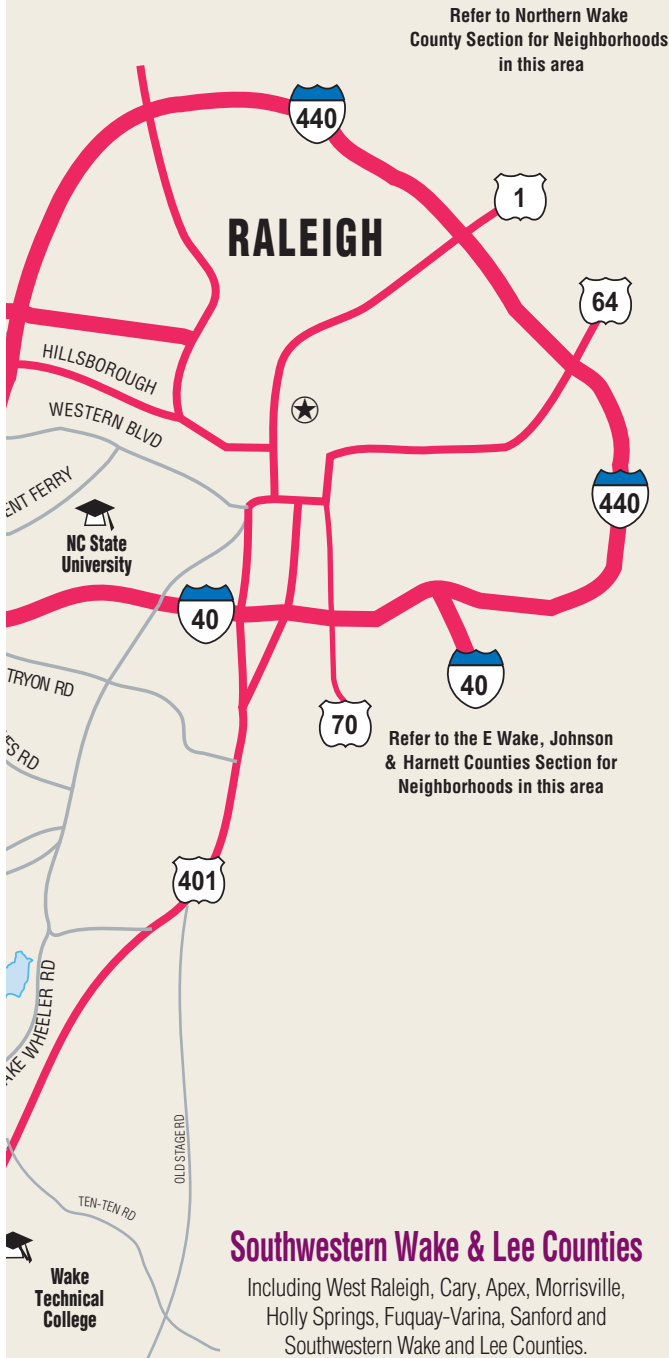 Refer to Northern Wake
County Section for Neighborhoods
in this area
440
1
RALEIGH
64
HILLSBOROUGH
WESTERN BLVD
ENT FERRY
440
NC State
University
40
TRYON RD
40
70
Refer to the E Wake, Johnson
& Harnett Counties Section for
Neighborhoods in this area
ES RD
401
AKE WHEELER RD
OLD STAGE RD
TEN-TEN RD
Southwestern Wake & Lee Counties
Wake
Technical
College
Including West Raleigh, Cary, Apex, Morrisville,
Holly Springs, Fuquay-Varina, Sanford and
Southwestern Wake and Lee Counties.